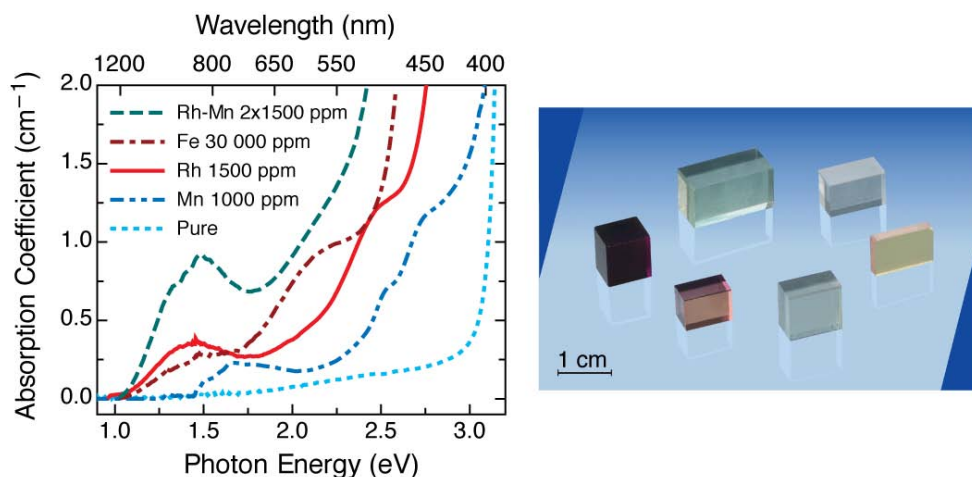 Wavelength (nm)
1200 800 650 550 450 400
Absorption Coefficient (cm⁻¹)
2.0
1.5
1.0
0.5
0.0
Rh-Mn 2x1500 ppm
Fe 30 000 ppm
Rh 1500 ppm
Mn 1000 ppm
Pure
1.0 1.5 2.0 2.5 3.0
Photon Energy (eV)
1 cm